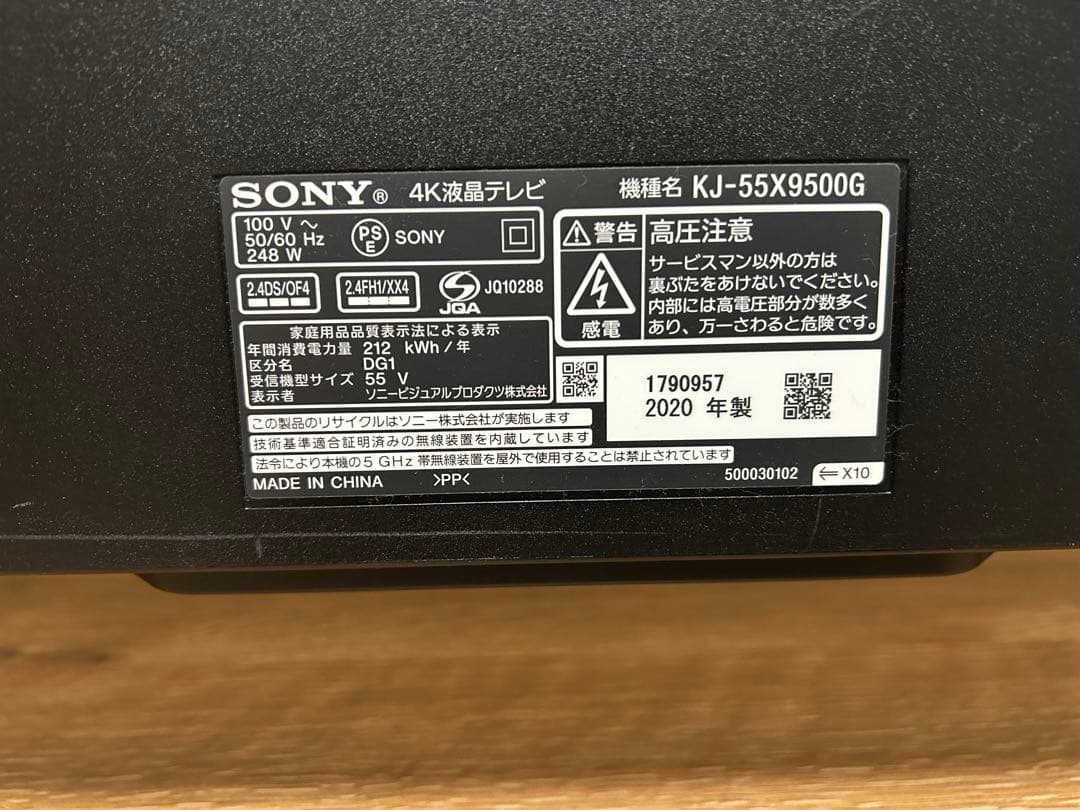 SONY® 4K液晶テレビ
機種名 KJ-55X9500G
100 V ～
50/60 Hz
248 W
PSE SONY
2.4DS/OF4
2.4FH1/XX4
JQA
JQ10288
家庭用品品質表示法による表示
年間消費電力量 212 kWh/年
区分名 DG1
受信機型サイズ 55 V
表示者 ソニービジュアルプロダクツ株式会社
警告
感電
高圧注意
サービスマン以外の方は
裏ぶたをあけないでください。
内部には高電圧部分が数多く
あり、万一さわると危険です。
1790957
2020 年製
この製品のリサイクルはソニー株式会社が実施します
技術基準適合証明済みの無線装置を内蔵しています
法令により本機の5 GHz 帯無線装置を屋外で使用することは禁止されています
MADE IN CHINA >PP<
500030102
⇐ X10